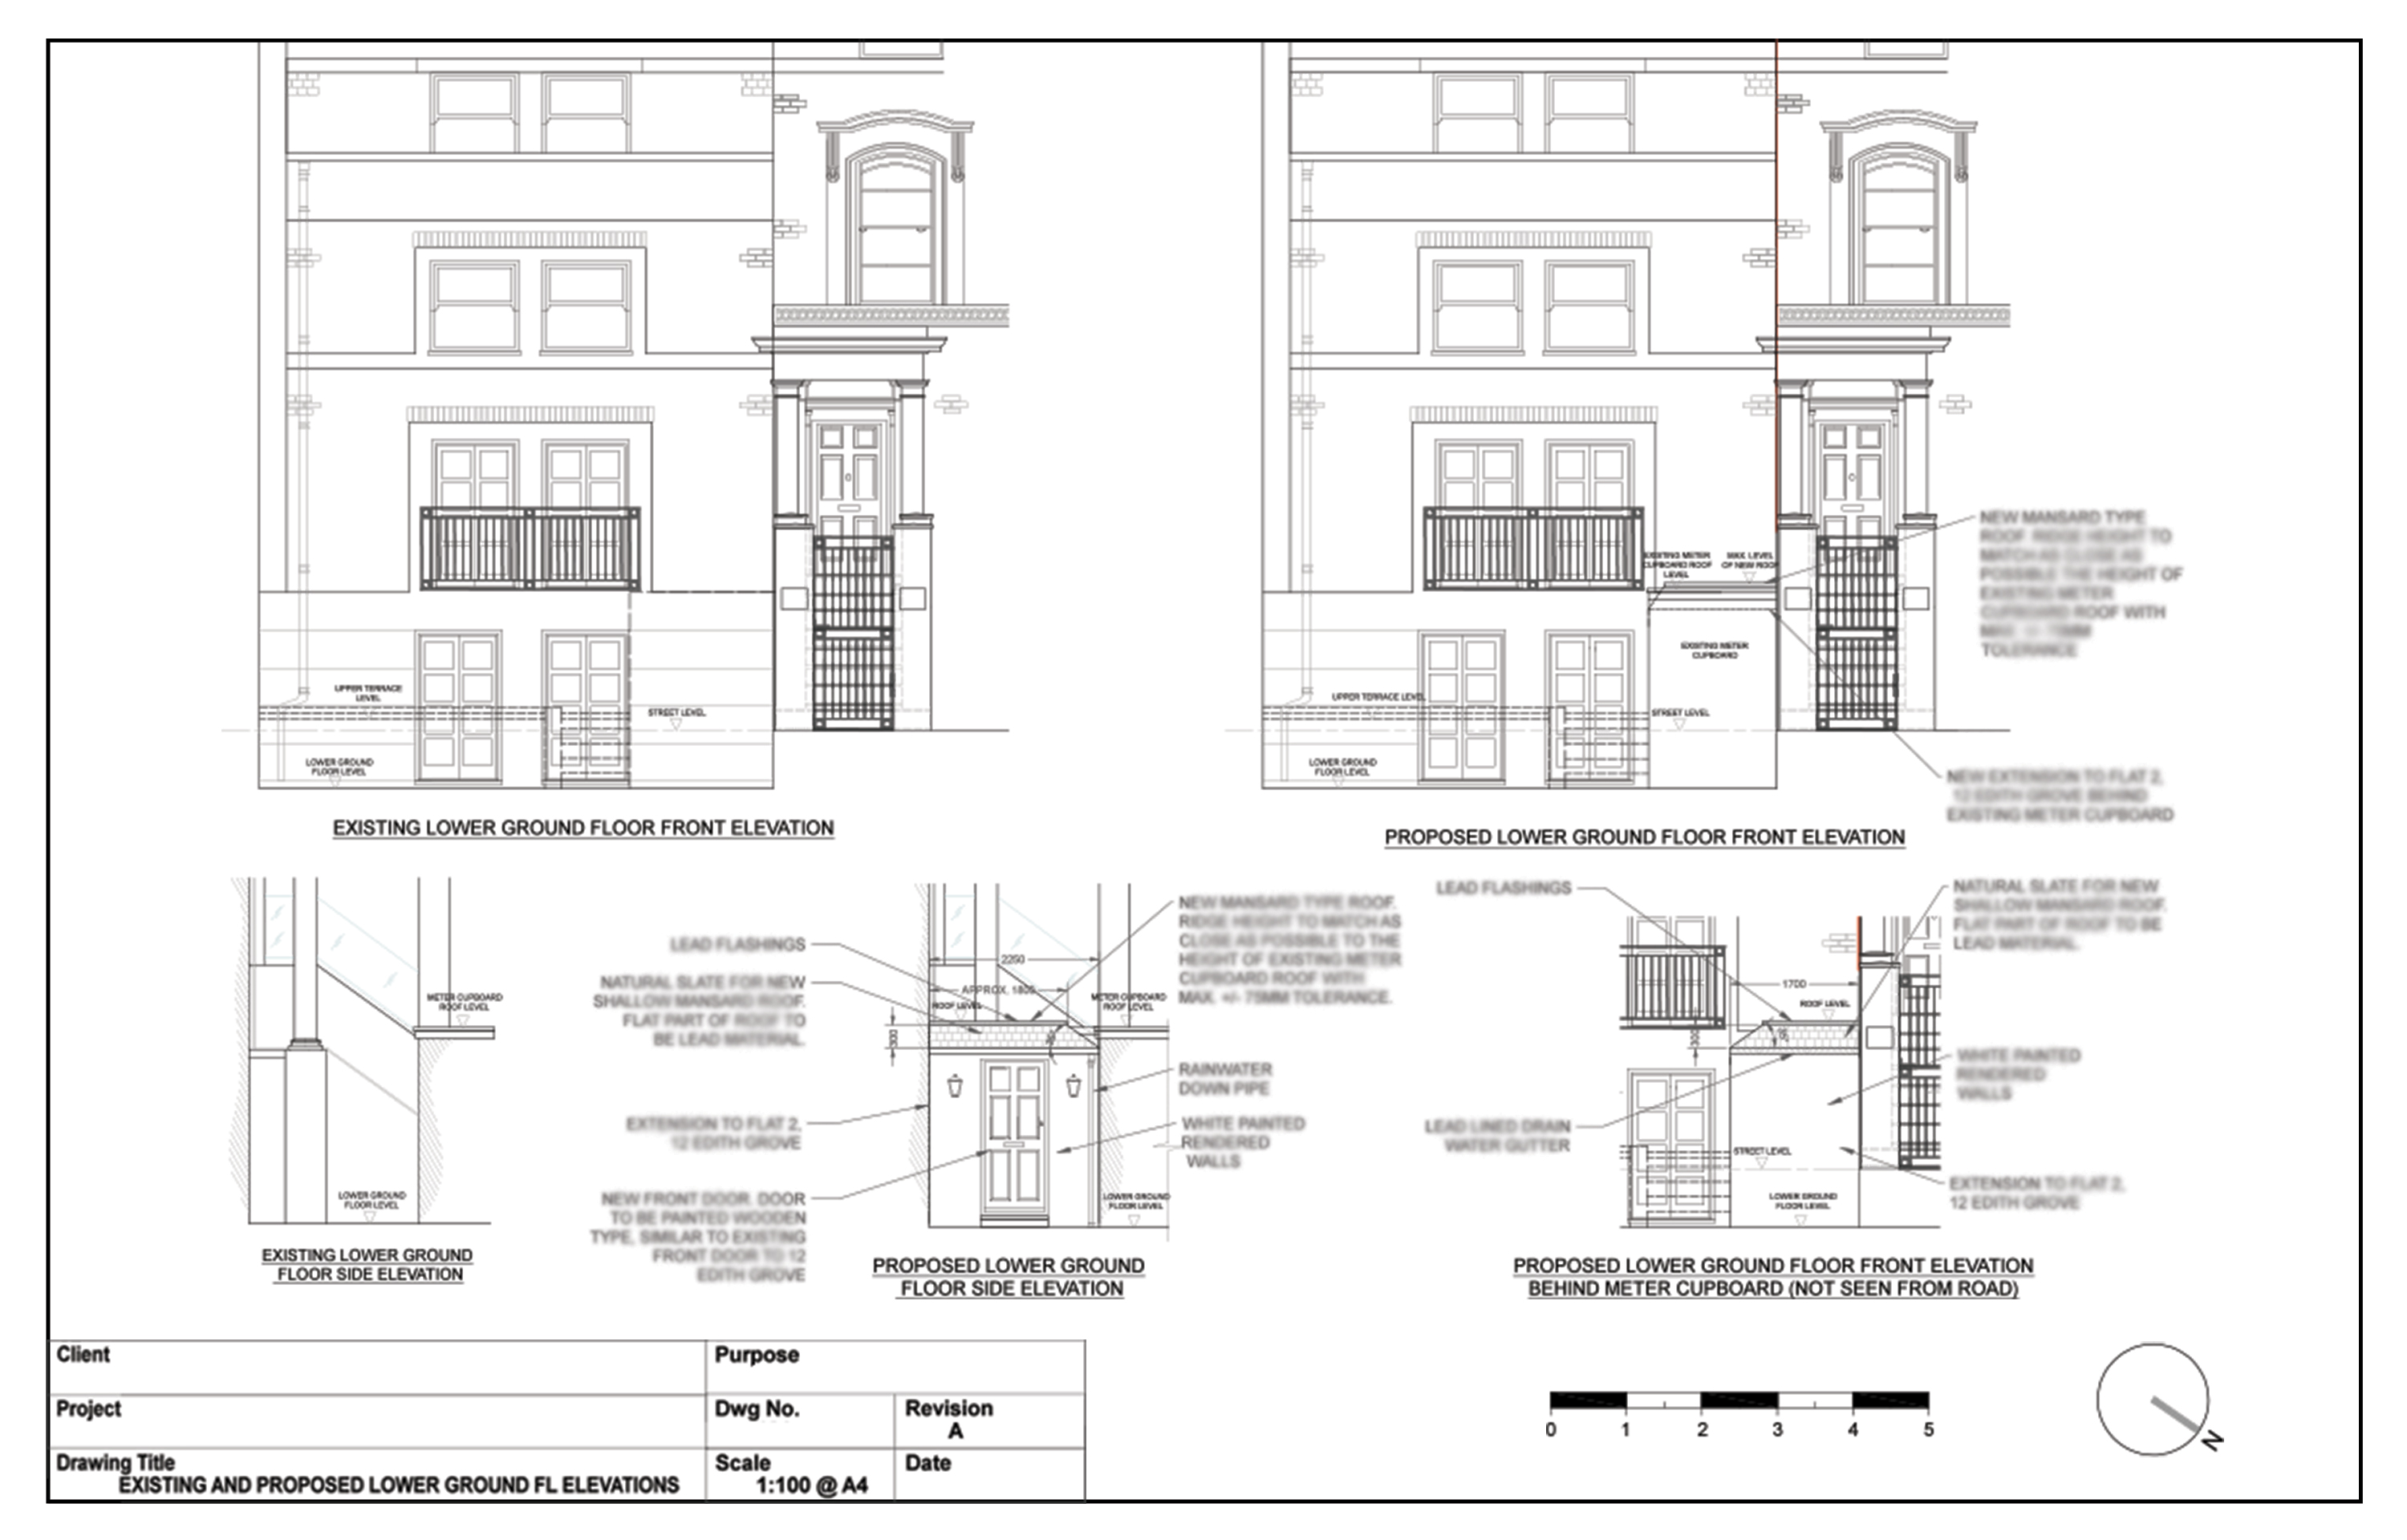 EXISTING METER
CUPBOARD ROOF
LEVEL
MAX. LEVEL
OF NEW ROOF
NEW MANSARD TYPE
ROOF. RIDGE HEIGHT TO
MATCH AS CLOSE AS
POSSIBLE THE HEIGHT OF
EXISTING METER
CUPBOARD ROOF WITH
MAX. +/- 75MM
TOLERANCE
EXISTING METER
CUPBOARD
UPPER TERRACE
LEVEL
STREET LEVEL
LOWER GROUND
FLOOR LEVEL
UPPER TERRACE LEVEL
STREET LEVEL
LOWER GROUND
FLOOR LEVEL
NEW EXTENSION TO FLAT 2,
12 EDITH GROVE BEHIND
EXISTING METER CUPBOARD
EXISTING LOWER GROUND FLOOR FRONT ELEVATION
PROPOSED LOWER GROUND FLOOR FRONT ELEVATION
METER CUPBOARD
ROOF LEVEL
LOWER GROUND
FLOOR LEVEL
EXISTING LOWER GROUND
FLOOR SIDE ELEVATION
LEAD FLASHINGS
NATURAL SLATE FOR NEW
SHALLOW MANSARD ROOF.
FLAT PART OF ROOF TO
BE LEAD MATERIAL.
EXTENSION TO FLAT 2,
12 EDITH GROVE
NEW FRONT DOOR. DOOR
TO BE PAINTED WOODEN
TYPE, SIMILAR TO EXISTING
FRONT DOOR TO 12
EDITH GROVE
2250
APPROX. 1800
ROOF LEVEL
METER CUPBOARD
ROOF LEVEL
300
NEW MANSARD TYPE ROOF.
RIDGE HEIGHT TO MATCH AS
CLOSE AS POSSIBLE TO THE
HEIGHT OF EXISTING METER
CUPBOARD ROOF WITH
MAX. +/- 75MM TOLERANCE.
RAINWATER
DOWN PIPE
WHITE PAINTED
RENDERED
WALLS
LOWER GROUND
FLOOR LEVEL
PROPOSED LOWER GROUND
FLOOR SIDE ELEVATION
LEAD FLASHINGS
NATURAL SLATE FOR NEW
SHALLOW MANSARD ROOF.
FLAT PART OF ROOF TO BE
LEAD MATERIAL.
1700
ROOF LEVEL
300
WHITE PAINTED
RENDERED
WALLS
LEAD LINED DRAIN
WATER GUTTER
STREET LEVEL
LOWER GROUND
FLOOR LEVEL
EXTENSION TO FLAT 2,
12 EDITH GROVE
PROPOSED LOWER GROUND FLOOR FRONT ELEVATION
BEHIND METER CUPBOARD (NOT SEEN FROM ROAD)
Client
Purpose
Project
Dwg No.
Revision
A
Drawing Title
EXISTING AND PROPOSED LOWER GROUND FL ELEVATIONS
Scale
1:100 @ A4
Date
0 1 2 3 4 5
N